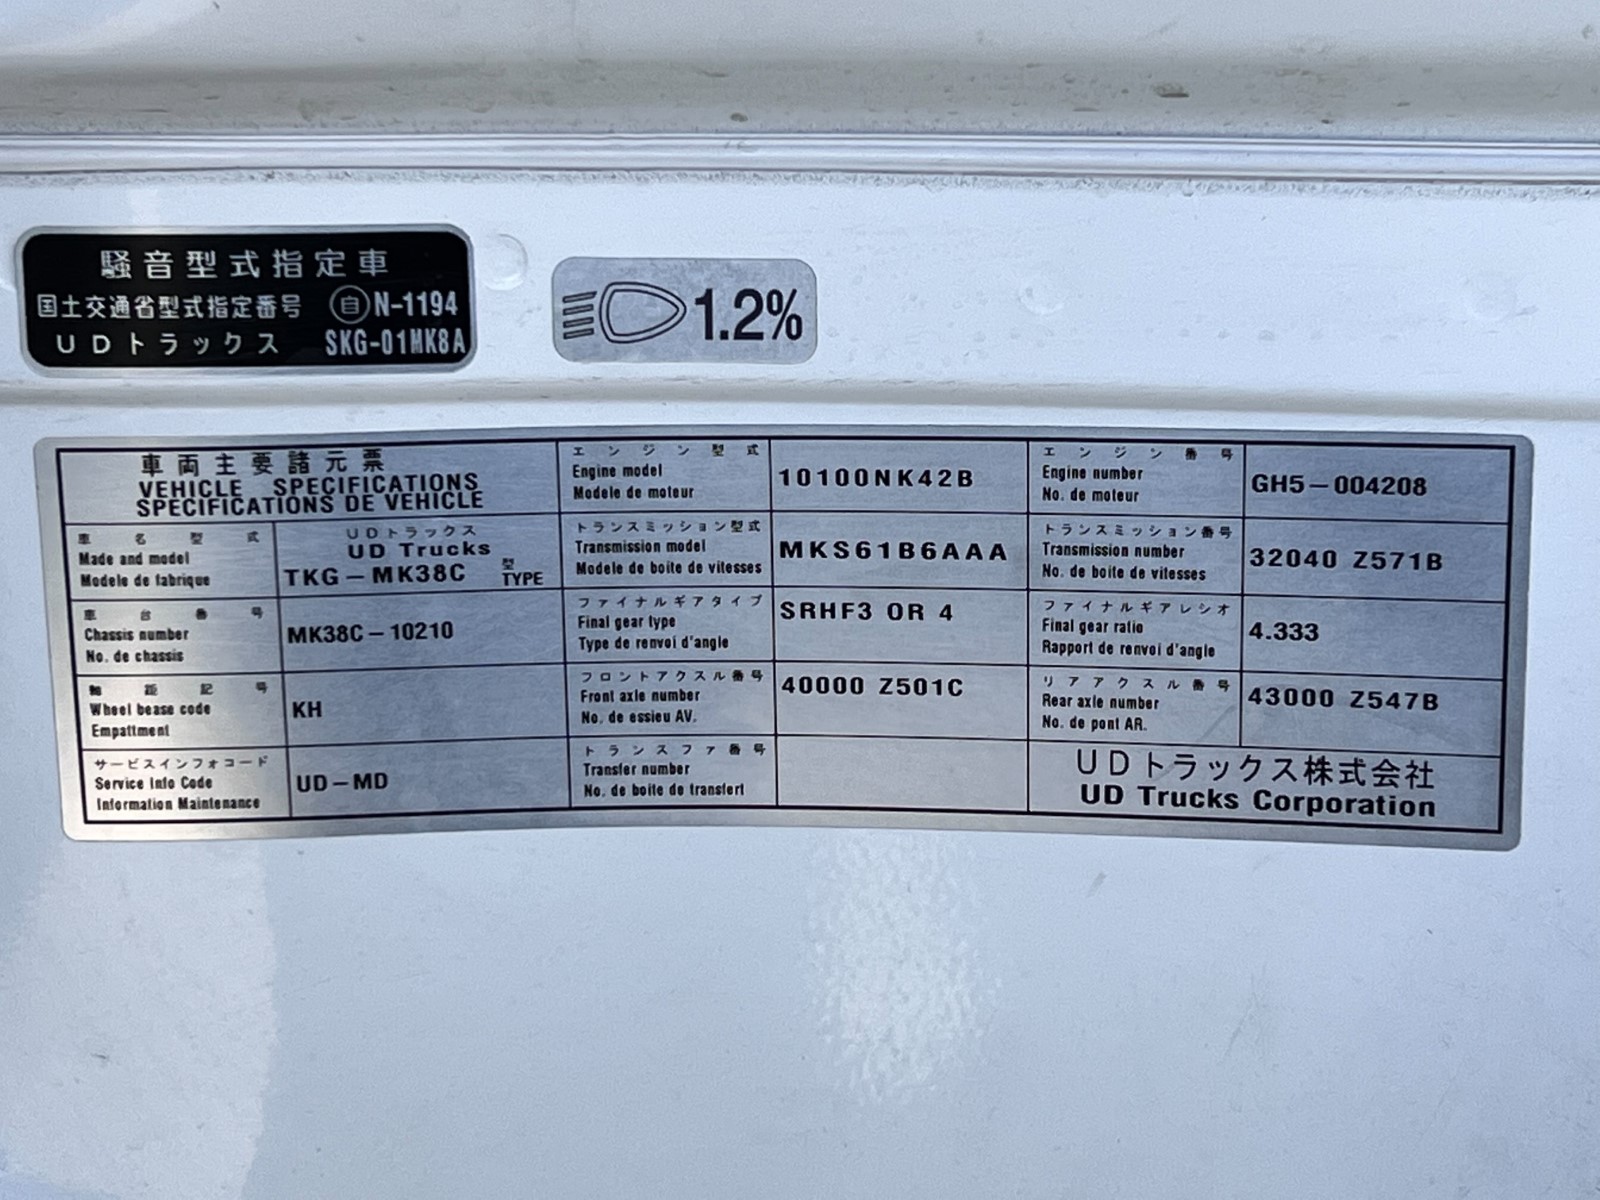 騒音型式指定車
国土交通省型式指定番号 自 N-1194
UDトラックス SKG-01MK8A
1.2%
車両主要諸元票
VEHICLE SPECIFICATIONS
SPECIFICATIONS DE VEHICLE
車名型式
Made and model
Modele de fabrique
UDトラックス
UD Trucks
TKG-MK38C 型 TYPE
車台番号
Chassis number
No. de chassis
MK38C-10210
軸距記号
Wheel bease code
Empattment
KH
サービスインフォコード
Service Info Code
Information Maintenance
UD-MD
エンジン型式
Engine model
Modele de moteur
10100NK42B
トランスミッション型式
Transmission model
Modele de boite de vitesses
MKS61B6AAA
ファイナルギアタイプ
Final gear type
Type de renvoi d'angle
SRHF3 OR 4
フロントアクスル番号
Front axle number
No. de essieu AV.
40000 Z501C
トランスファ番号
Transfer number
No. de boite de transfert
エンジン番号
Engine number
No. de moteur
GH5-004208
トランスミッション番号
Transmission number
No. de boite de vitesses
32040 Z571B
ファイナルギアレシオ
Final gear ratio
Rapport de renvoi d'angle
4.333
リアアクスル番号
Rear axle number
No. de pont AR.
43000 Z547B
UDトラックス株式会社
UD Trucks Corporation